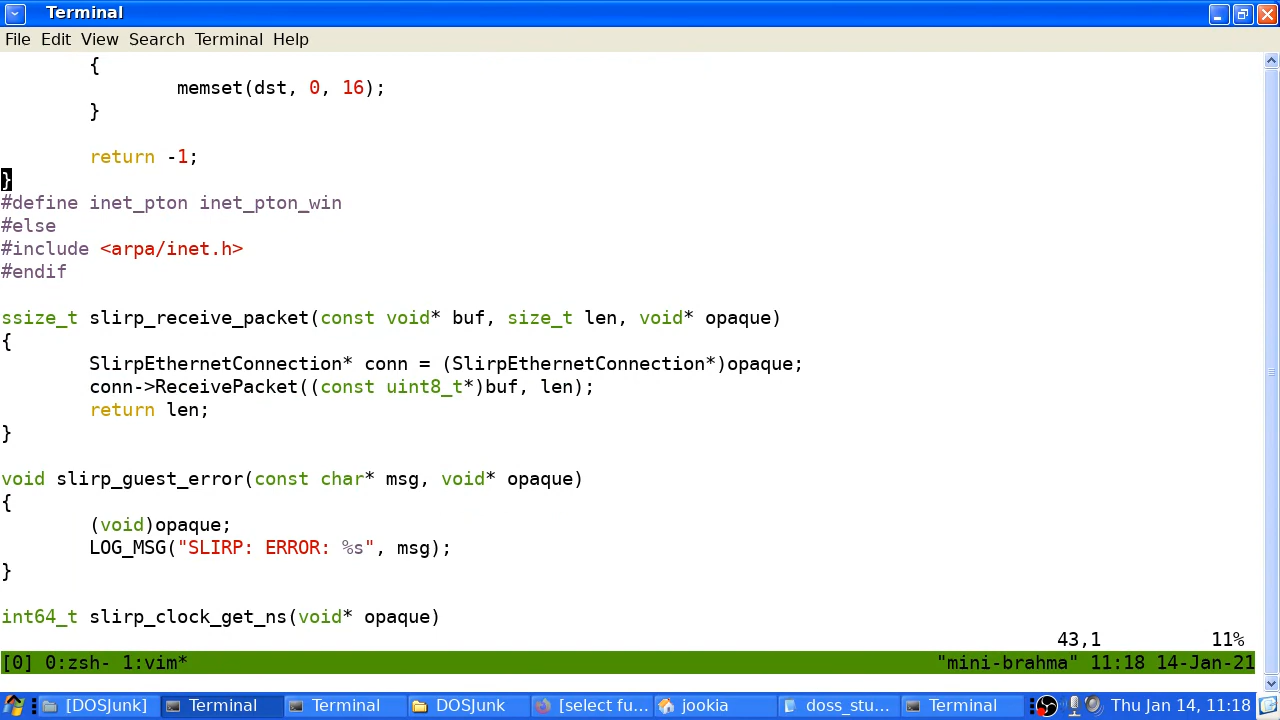 Terminal
File Edit View Search Terminal Help
{
memset(dst, 0, 16);
}
return -1;
}
#define inet_pton inet_pton_win
#else
#include <arpa/inet.h>
#endif
ssize_t slirp_receive_packet(const void* buf, size_t len, void* opaque)
{
SlirpEthernetConnection* conn = (SlirpEthernetConnection*)opaque;
conn->ReceivePacket((const uint8_t*)buf, len);
return len;
}
void slirp_guest_error(const char* msg, void* opaque)
{
(void)opaque;
LOG_MSG("SLIRP: ERROR: %s", msg);
}
int64_t slirp_clock_get_ns(void* opaque)
43,1 11%
[0] 0:zsh- 1:vim* "mini-brahma" 11:18 14-Jan-21
[DOSJunk] Terminal Terminal DOSJunk [select fu... jookia doss_stu... Terminal Thu Jan 14, 11:18